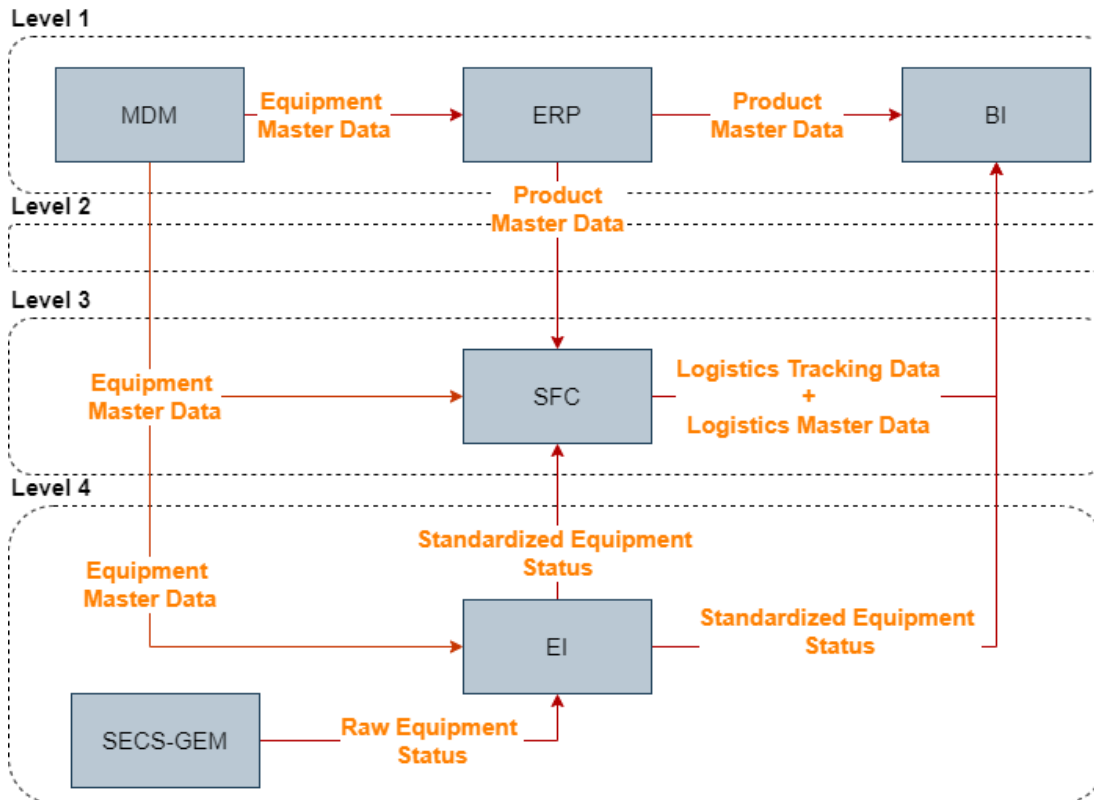 Level 1
MDM
Equipment
Master Data
ERP
Product
Master Data
BI
Product
Master Data
Level 2
Level 3
Equipment
Master Data
SFC
Logistics Tracking Data
+
Logistics Master Data
Level 4
Standardized Equipment
Status
Equipment
Master Data
EI
Standardized Equipment
Status
SECS-GEM
Raw Equipment
Status